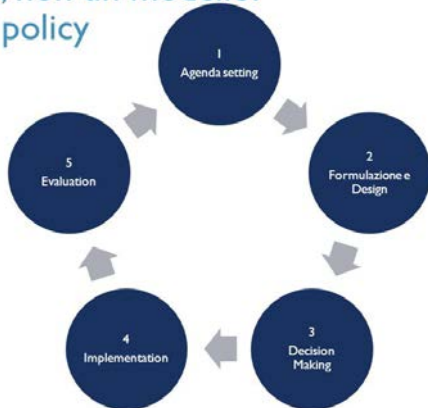 policy
1
Agenda setting
2
Formulazione e
Design
3
Decision
Making
4
Implementation
5
Evaluation